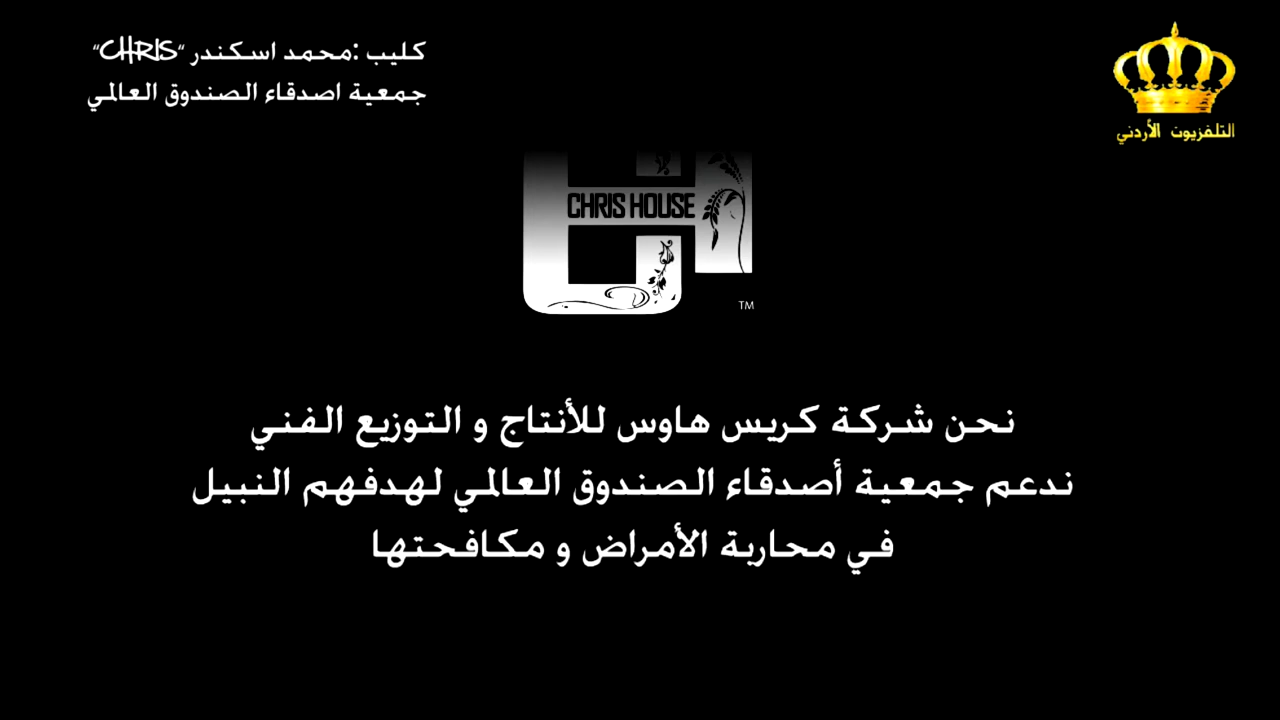 كليب :محمد اسكندر "CHRIS"
جمعية اصدقاء الصندوق العالمي
التلفزيون الأردني
CHRIS HOUSE
TM
نحن شركة كريس هاوس للأنتاج و التوزيع الفني
ندعم جمعية أصدقاء الصندوق العالمي لهدفهم النبيل
في محاربة الأمراض و مكافحتها